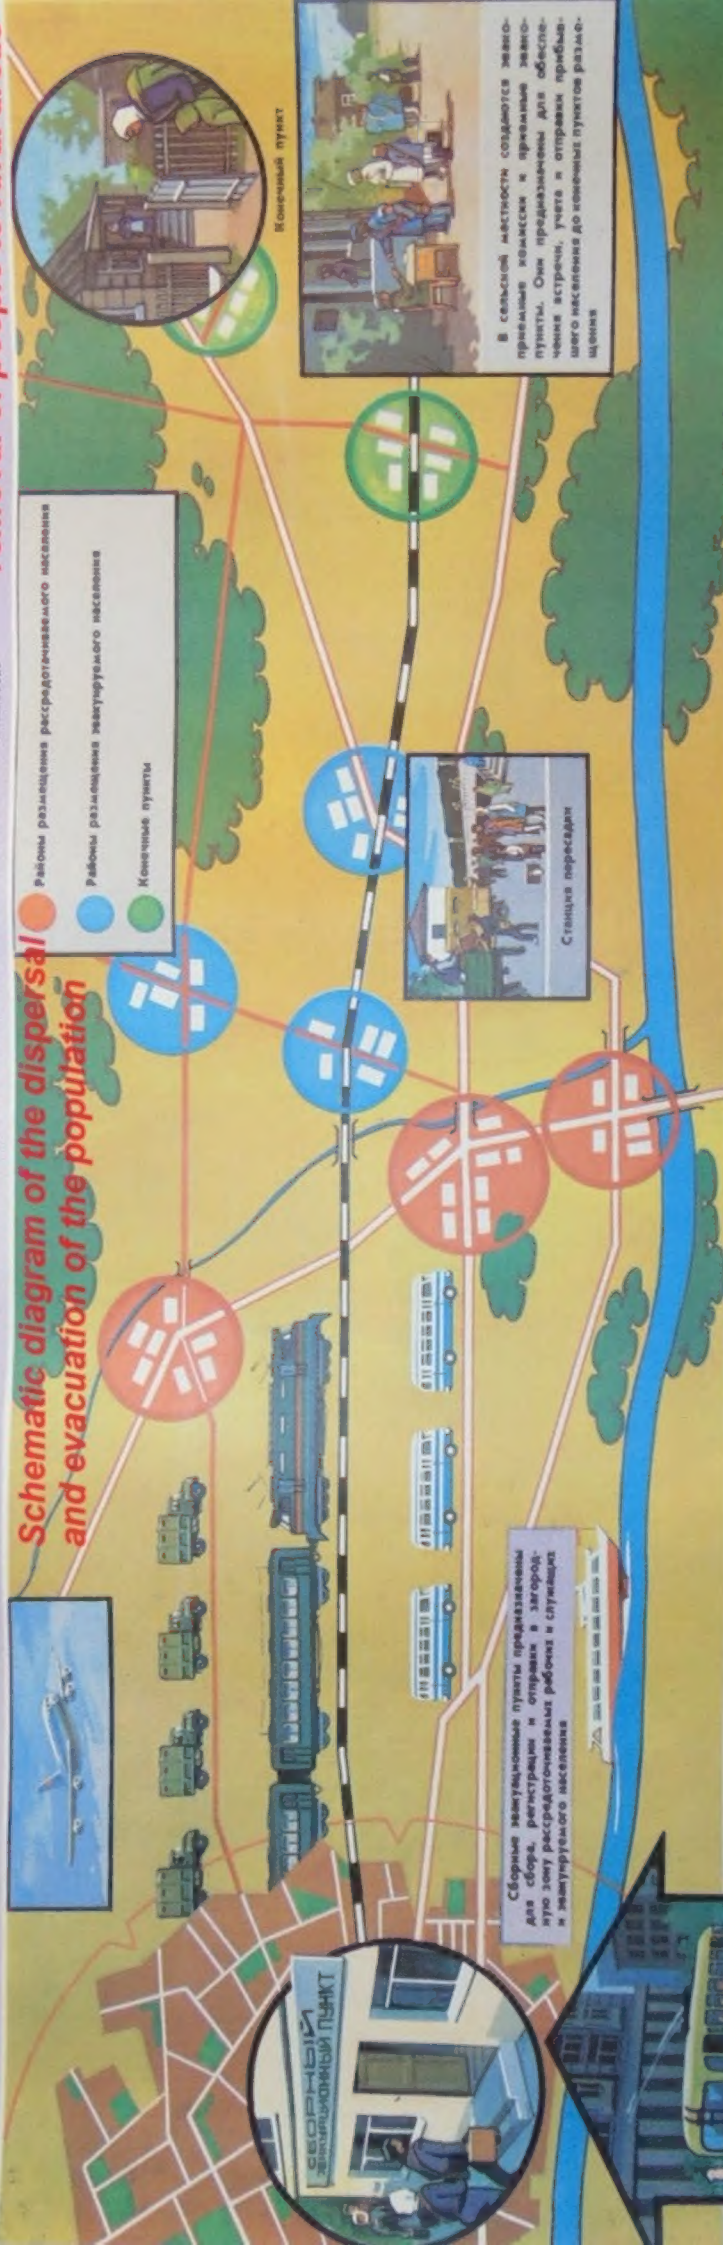 Schematic diagram of the dispersal
and evacuation of the population
Районы размещения рассредотачиваемого населения
Районы размещения эвакуируемого населения
Конечные пункты
Конечный пункт
В сельской местности создаются эвако-
приемные комиссии и приемные эвако-
пункты. Они предназначены для обеспе-
чения встречи, учета и отправки прибыв-
шего населения до конечных пунктов разме-
щения
Станция пересадки
Сборные эвакуационные пункты предназначены
для сбора, регистрации и отправки в загород-
ную зону рассредоточиваемых рабочих и служащих
и эвакуируемого населения
СБОРНЫЙ
ЭВАКУАЦИОННЫЙ ПУНКТ